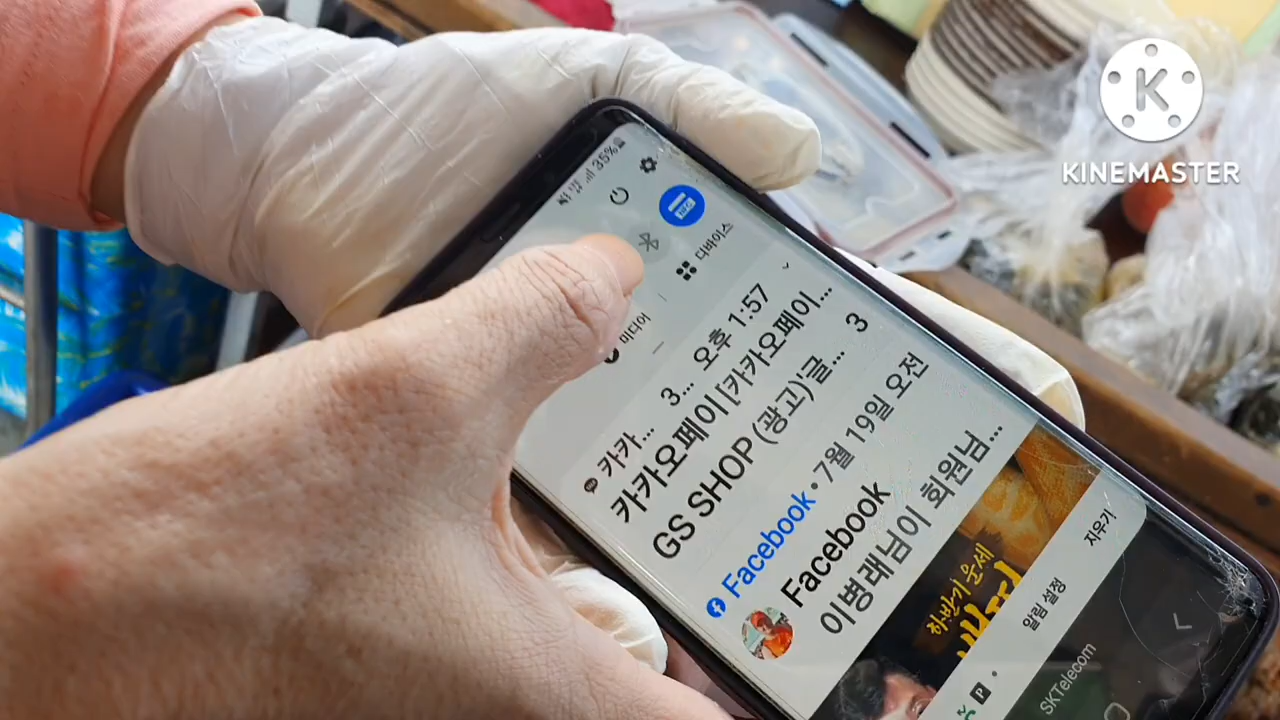 35%
NFC
디바이스
미디어
카카... 3... 오후 1:57
카카오페이 [카카오페이...
GS SHOP (광고)'글... 3
Facebook • 7월 19일 오전
Facebook
이병래님이 회원님...
하반기 운세
알림 설정 지우기
P
SKTelecom
K
KINEMASTER